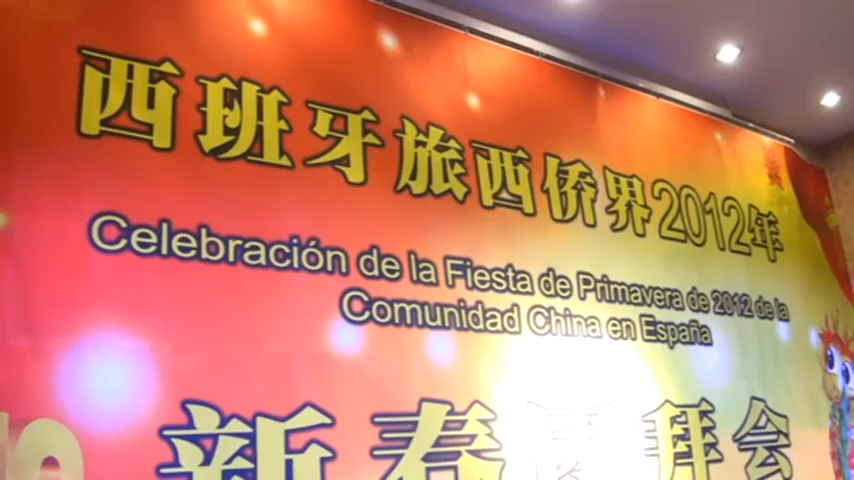 西班牙旅西侨界2012年
Celebración de la Fiesta de Primavera de 2012 de la
Comunidad China en España
新春 拜会